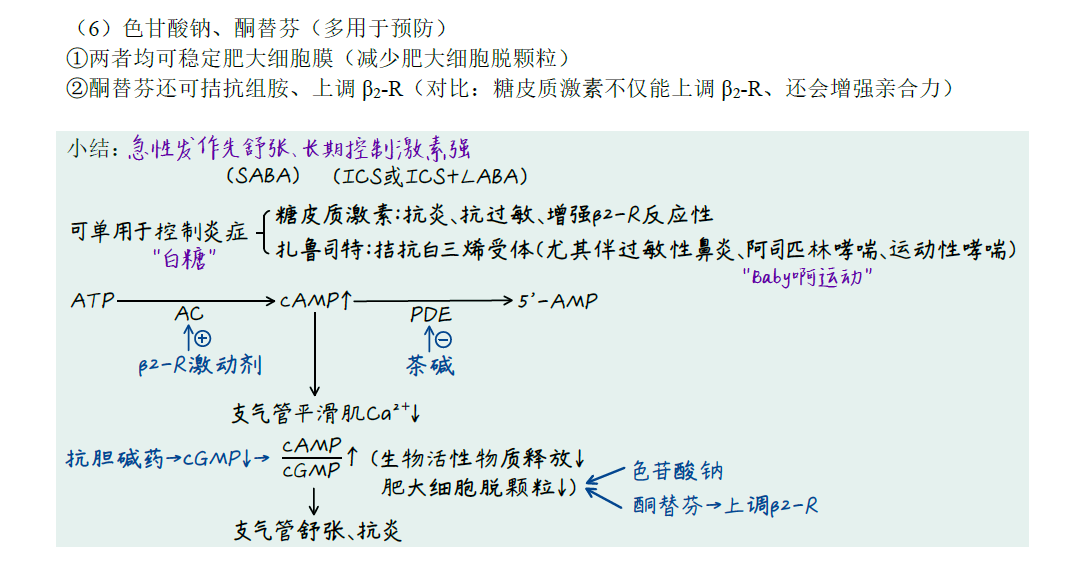 （6）色甘酸钠、酮替芬（多用于预防）
①两者均可稳定肥大细胞膜（减少肥大细胞脱颗粒）
②酮替芬还可拮抗组胺、上调 β₂-R（对比：糖皮质激素不仅能上调 β₂-R、还会增强亲合力）
小结：急性发作先舒张、长期控制激素强
（SABA） （ICS或ICS+LABA）
糖皮质激素：抗炎、抗过敏、增强β2-R反应性
可单用于控制炎症
扎鲁司特：拮抗白三烯受体(尤其伴过敏性鼻炎、阿司匹林哮喘、运动性哮喘)
"白糖"
"Baby啊运动"
ATP → cAMP↑ → 5'-AMP
AC PDE
↑⊕ ↑⊖
β2-R激动剂 茶碱
支气管平滑肌Ca²⁺↓
抗胆碱药→cGMP↓→ cAMP/cGMP ↑ (生物活性物质释放↓
肥大细胞脱颗粒↓)
色苷酸钠
酮替芬→上调β2-R
支气管舒张、抗炎